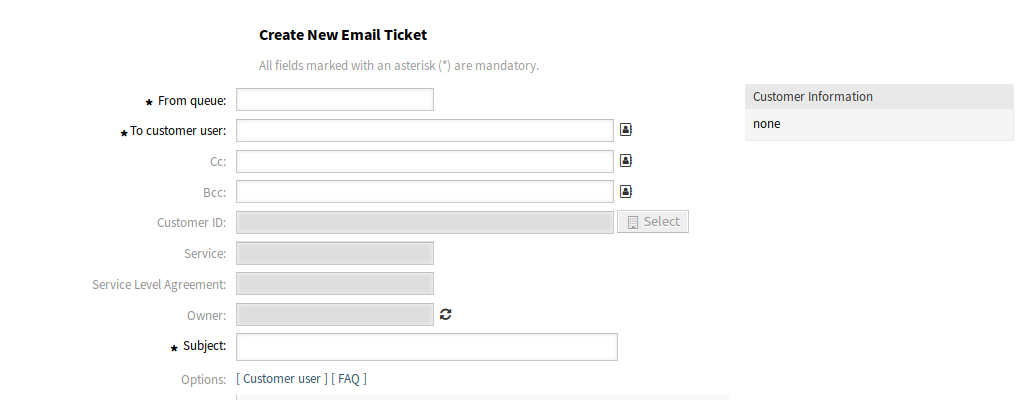 Create New Email Ticket
All fields marked with an asterisk (*) are mandatory.
* From queue:
Customer Information
none
* To customer user:
Cc:
Bcc:
Customer ID:
Select
Service:
Service Level Agreement:
Owner:
* Subject:
Options: [ Customer user ] [ FAQ ]